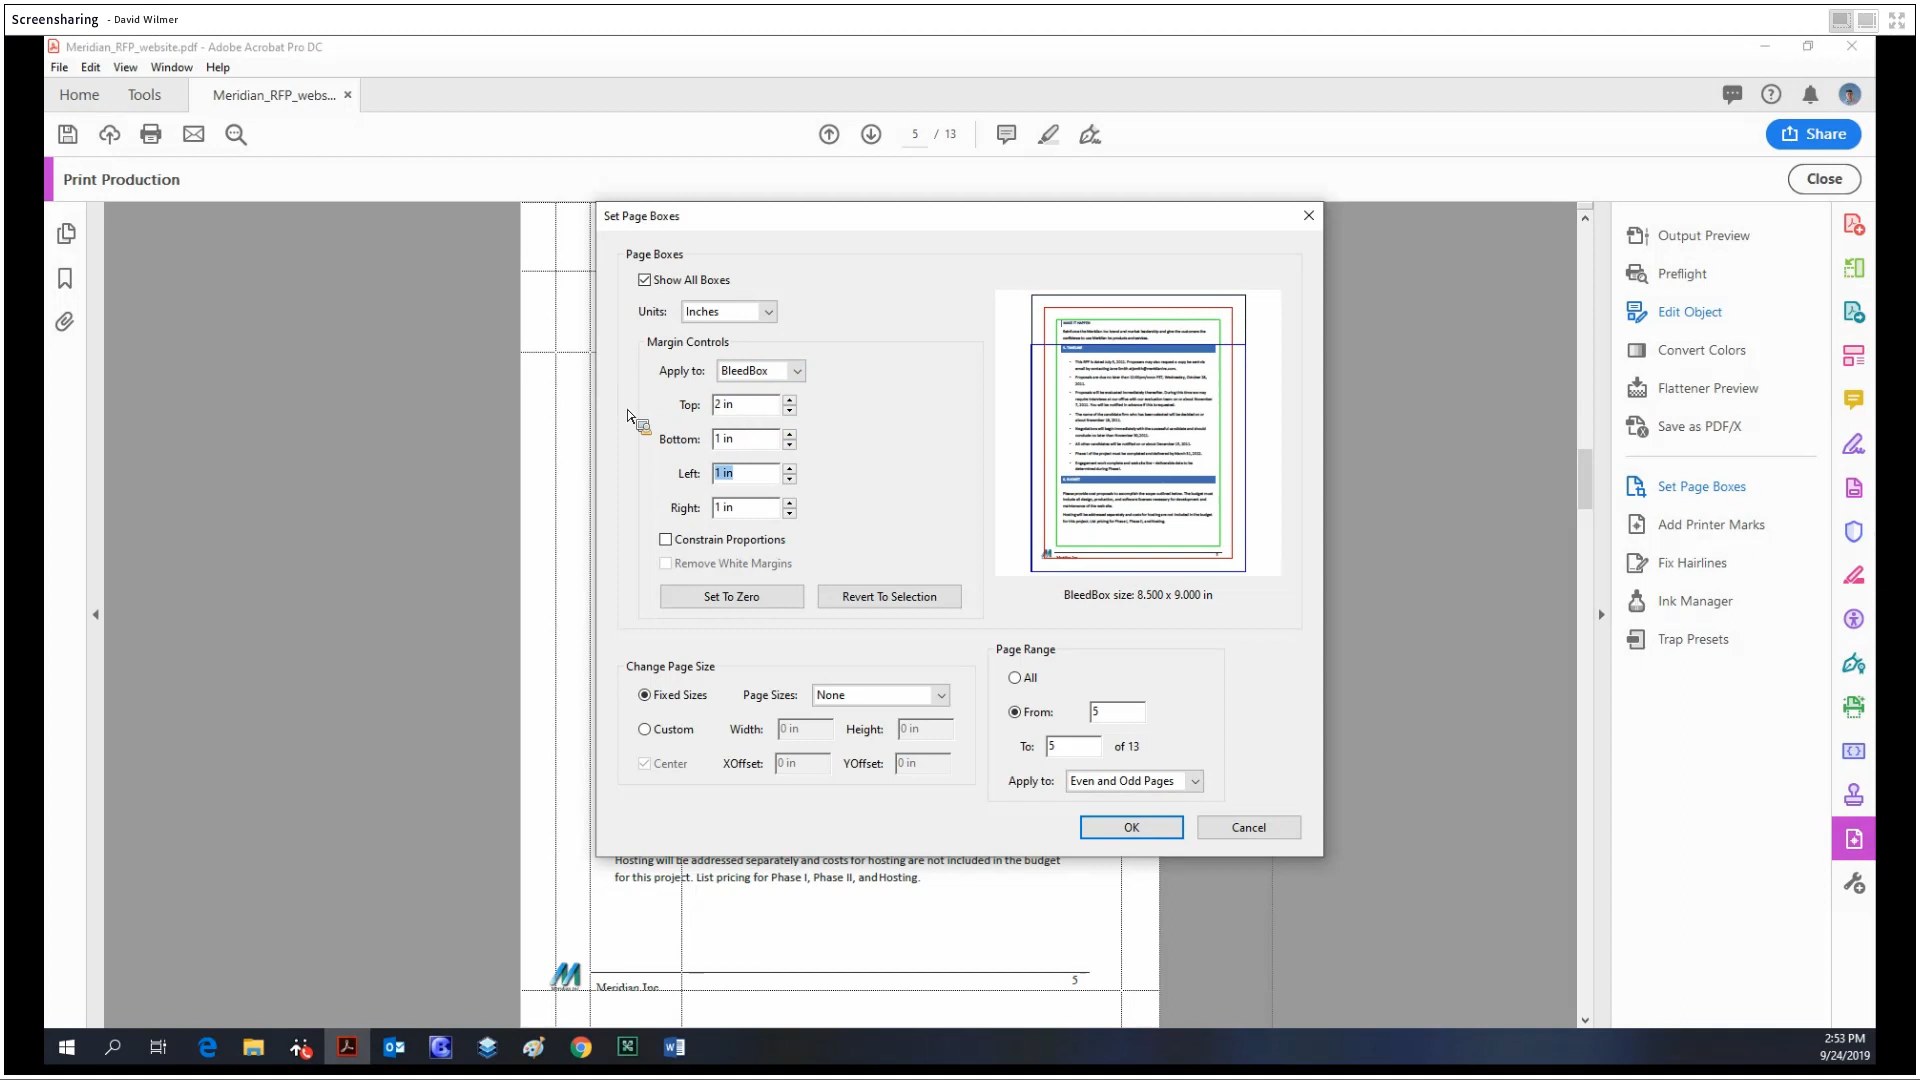 Screensharing - David Wilmer
Meridian_RFP_website.pdf - Adobe Acrobat Pro DC
File Edit View Window Help
Home Tools Meridian_RFP_webs... ×
5 / 13
Share
Print Production
Close
Set Page Boxes
Page Boxes
Show All Boxes
Units: Inches
Margin Controls
Apply to: BleedBox
Top: 2 in
Bottom: 1 in
Left: 1 in
Right: 1 in
Constrain Proportions
Remove White Margins
Set To Zero Revert To Selection
BleedBox size: 8.500 x 9.000 in
Change Page Size
Fixed Sizes Page Sizes: None
Custom Width: 0 in Height: 0 in
Center XOffset: 0 in YOffset: 0 in
Page Range
All
From: 5
To: 5 of 13
Apply to: Even and Odd Pages
OK Cancel
Output Preview
Preflight
Edit Object
Convert Colors
Flattener Preview
Save as PDF/X
Set Page Boxes
Add Printer Marks
Fix Hairlines
Ink Manager
Trap Presets
Hosting will be addressed separately and costs for hosting are not included in the budget
for this project. List pricing for Phase I, Phase II, and Hosting.
Meridian Inc
5
2:53 PM
9/24/2019